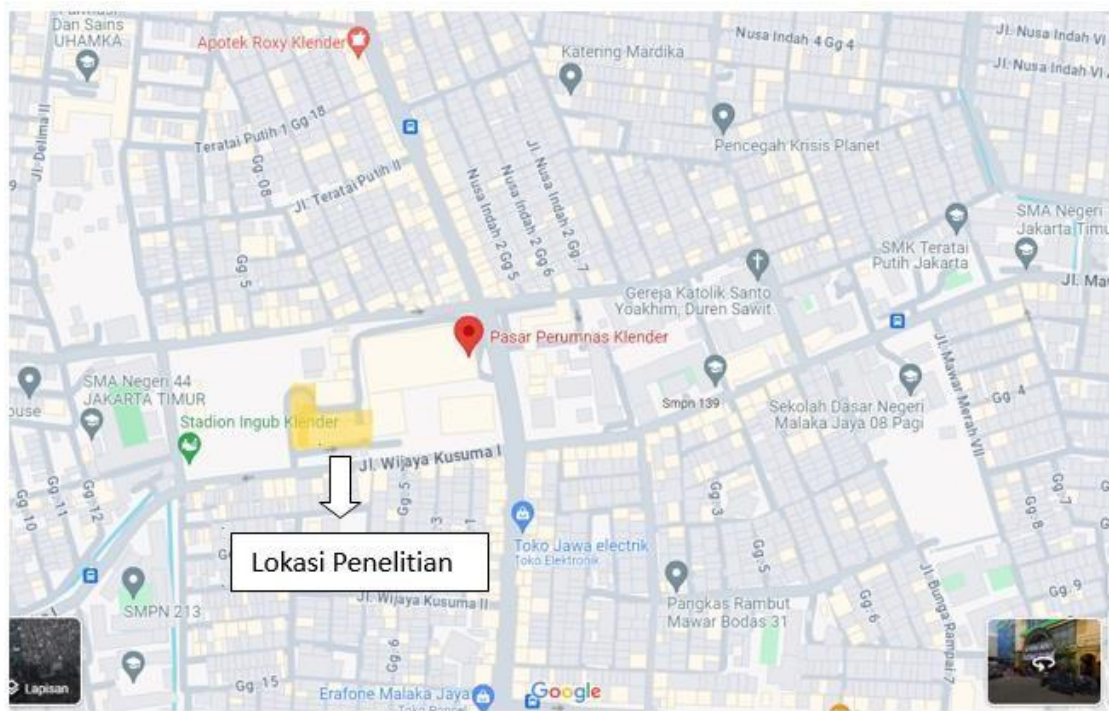 Dan Sains
UHAMKA
Apotek Roxy Klender
Katering Mardika
Nusa Indah 4 Gg 4
Jl. Nusa Indah VI
Jl. Nusa Indah VI
Jl. Delima II
Teratai Putih 1 Gg.18
Gg.08
Jl. Teratai Putih II
Gg.5
Nusa Indah 2 Gg 5
Nusa Indah 2 Gg 6
Jl. Nusa Indah 2 Gg. 7
Pencegah Krisis Planet
SMK Teratai
Putih Jakarta
SMA Negeri
Jakarta Timur
Gereja Katolik Santo
Yoakhim, Duren Sawit
Pasar Perumnas Klender
SMA Negeri 44
JAKARTA TIMUR
Stadion Ingub Klender
Smpn 139
Sekolah Dasar Negeri
Malaka Jaya 08 Pagi
Jl. Mawar Merah VII
Gg 4
Jl. Wijaya Kusuma I
Gg.10
Gg.11
Gg.12
Gg.5
Gg.3
Gg.5
Gg.6
Gg.7
Gg.8
Gg.9
Lokasi Penelitian
Toko Jawa electrik
Toko Elektronik
Jl. Wijaya Kusuma II
SMPN 213
Pangkas Rambut
Mawar Bodas 31
Jl. Bunga Rampai 7
Gg.6
Gg.15
Lapisan
Erafone Malaka Jaya
Google